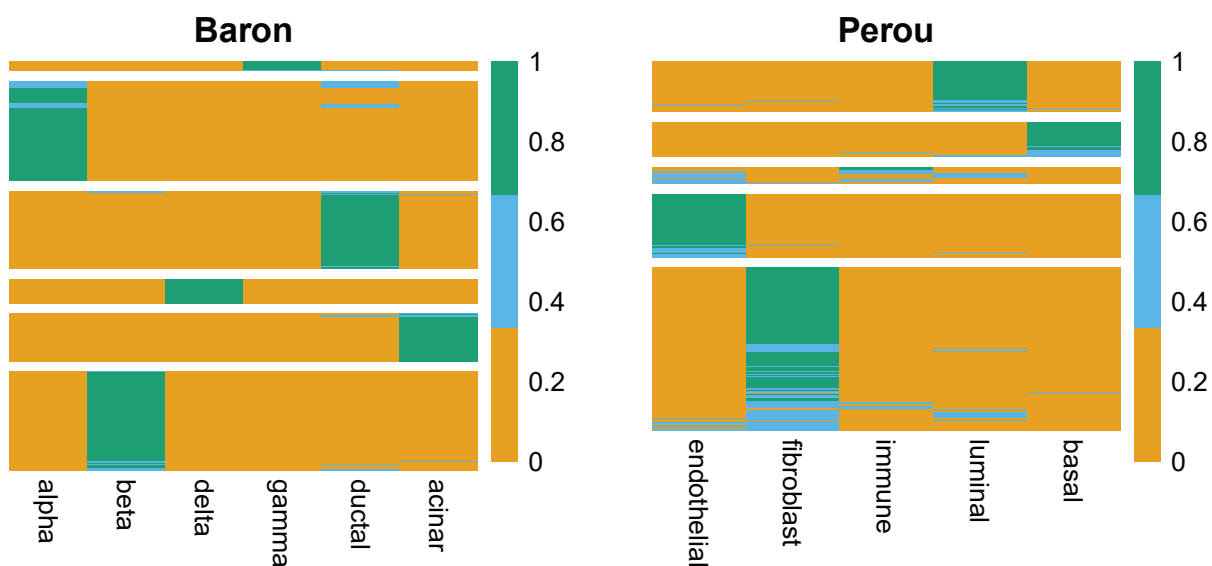 Baron
1
0.8
0.6
0.4
0.2
0
alpha
beta
delta
gamma
ductal
acinar
Perou
1
0.8
0.6
0.4
0.2
0
endothelial
fibroblast
immune
luminal
basal